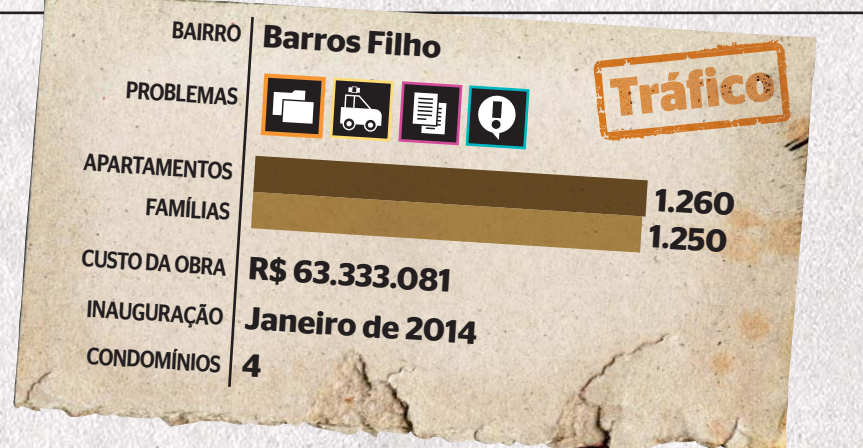 BAIRRO Barros Filho
Tráfico
PROBLEMAS
APARTAMENTOS 1.260
FAMÍLIAS 1.250
CUSTO DA OBRA R$ 63.333.081
INAUGURAÇÃO Janeiro de 2014
CONDOMÍNIOS 4